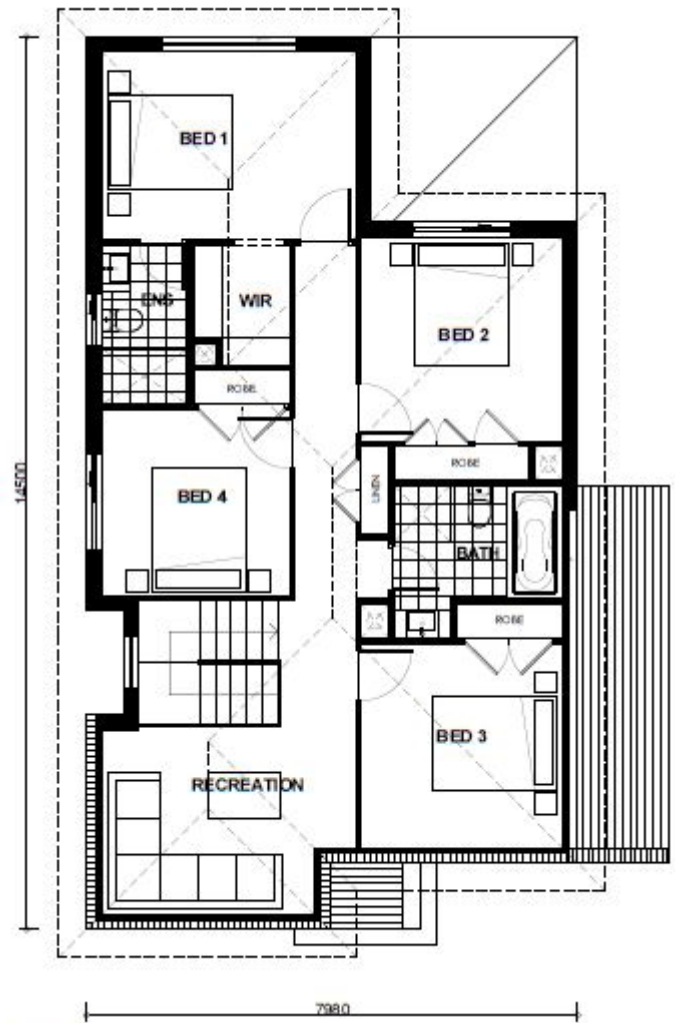 BED 1
ENS
WIR
BED 2
ROBE
ROBE
14500
BED 4
LINEN
BATH
ROBE
BED 3
RECREATION
7980